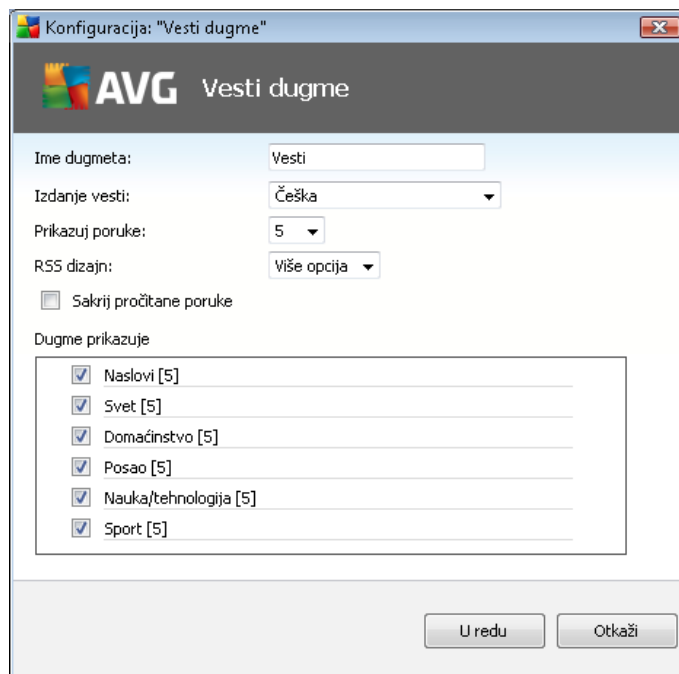 Konfiguracija: "Vesti dugme"
AVG Vesti dugme
Ime dugmeta: Vesti
Izdanje vesti: Češka
Prikazuj poruke: 5
RSS dizajn: Više opcija
Sakrij pročitane poruke
Dugme prikazuje
Naslovi [5]
Svet [5]
Domaćinstvo [5]
Posao [5]
Nauka/tehnologija [5]
Sport [5]
U redu Otkaži